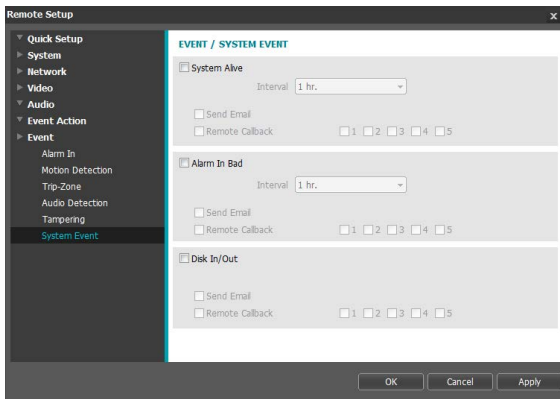 Remote Setup
x
Quick Setup
System
Network
Video
Audio
Event Action
Event
Alarm In
Motion Detection
Trip-Zone
Audio Detection
Tampering
System Event
EVENT / SYSTEM EVENT
System Alive
Interval 1 hr.
Send Email
Remote Callback 1 2 3 4 5
Alarm In Bad
Interval 1 hr.
Send Email
Remote Callback 1 2 3 4 5
Disk In/Out
Send Email
Remote Callback 1 2 3 4 5
OK Cancel Apply